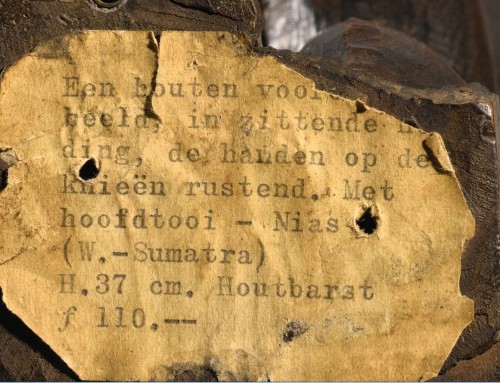 Een houten voor
beeld, in zittende h
ding, de handen op de
knieën rustend. Met
hoofdtooi - Nias
(W.-Sumatra)
H.37 cm. Houtbarst
ƒ 110.--